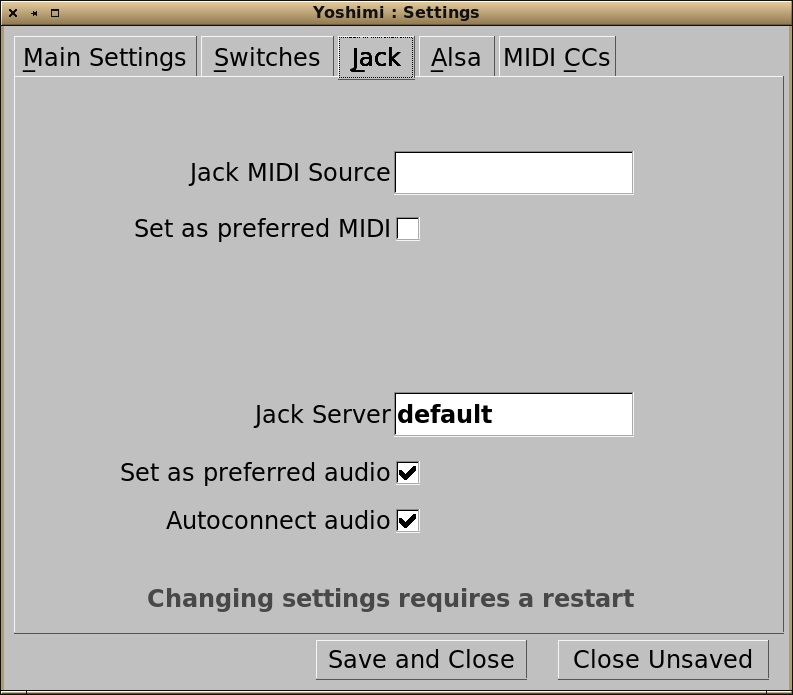 Yoshimi : Settings
Main Settings Switches Jack Alsa MIDI CCs
Jack MIDI Source
Set as preferred MIDI
Jack Server default
Set as preferred audio
Autoconnect audio
Changing settings requires a restart
Save and Close Close Unsaved